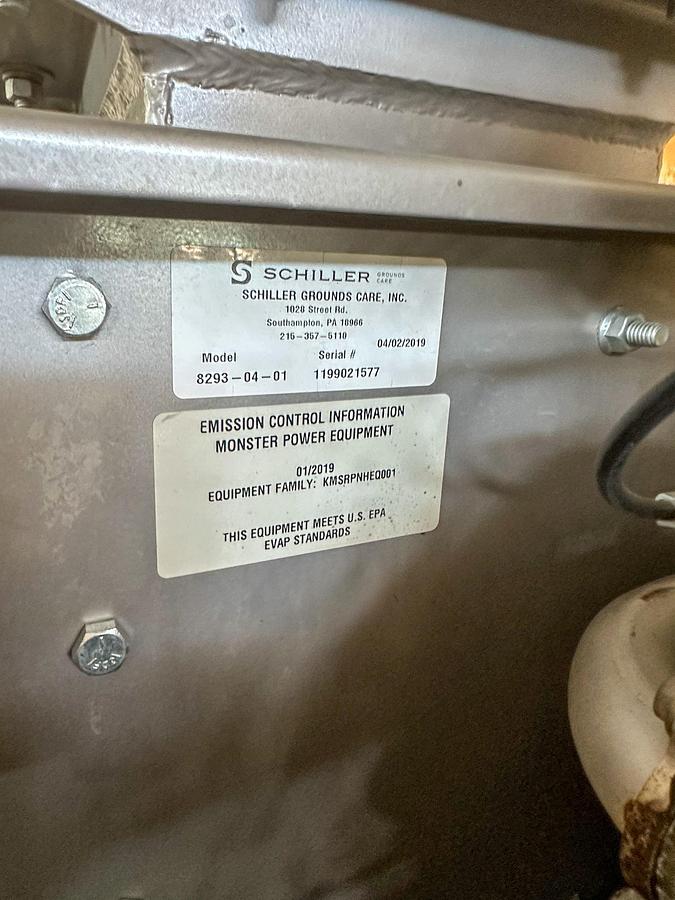 S SCHILLER GROUNDS CARE
SCHILLER GROUNDS CARE, INC.
1028 Street Rd.
Southampton, PA 18966
215-357-5110
04/02/2019
Model Serial #
8293-04-01 1199021577
EMISSION CONTROL INFORMATION
MONSTER POWER EQUIPMENT
01/2019
EQUIPMENT FAMILY: KMSRPNHEQ001
THIS EQUIPMENT MEETS U.S. EPA
EVAP STANDARDS